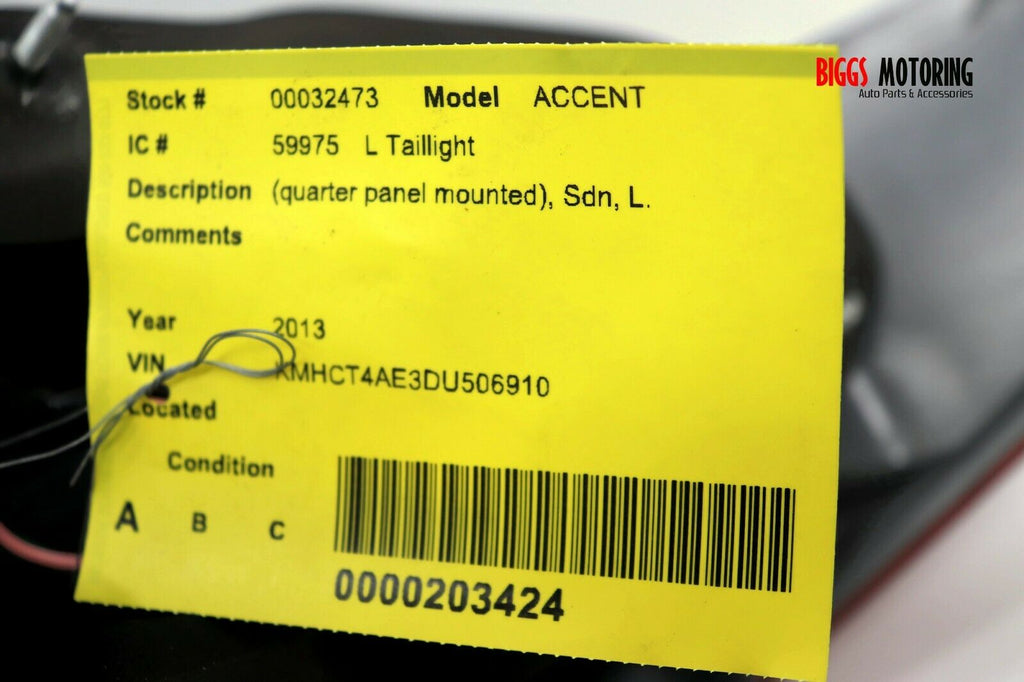 BIGGS MOTORING
Auto Parts & Accessories
Stock # 00032473 Model ACCENT
IC # 59975 L Taillight
Description (quarter panel mounted), Sdn, L.
Comments
Year 2013
VIN KMHCT4AE3DU506910
Located
Condition
A B C
0000203424